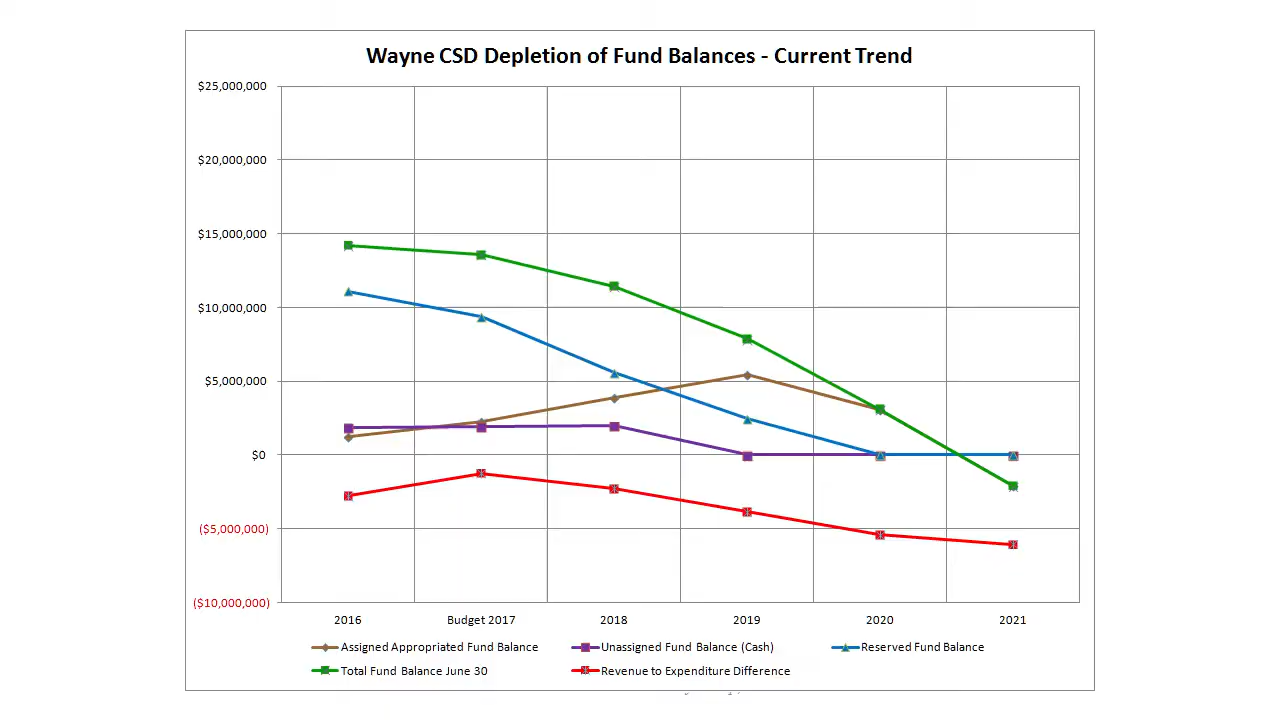 Wayne CSD Depletion of Fund Balances - Current Trend
$25,000,000
$20,000,000
$15,000,000
$10,000,000
$5,000,000
$0
($5,000,000)
($10,000,000)
2016 Budget 2017 2018 2019 2020 2021
Assigned Appropriated Fund Balance Unassigned Fund Balance (Cash) Reserved Fund Balance
Total Fund Balance June 30 Revenue to Expenditure Difference